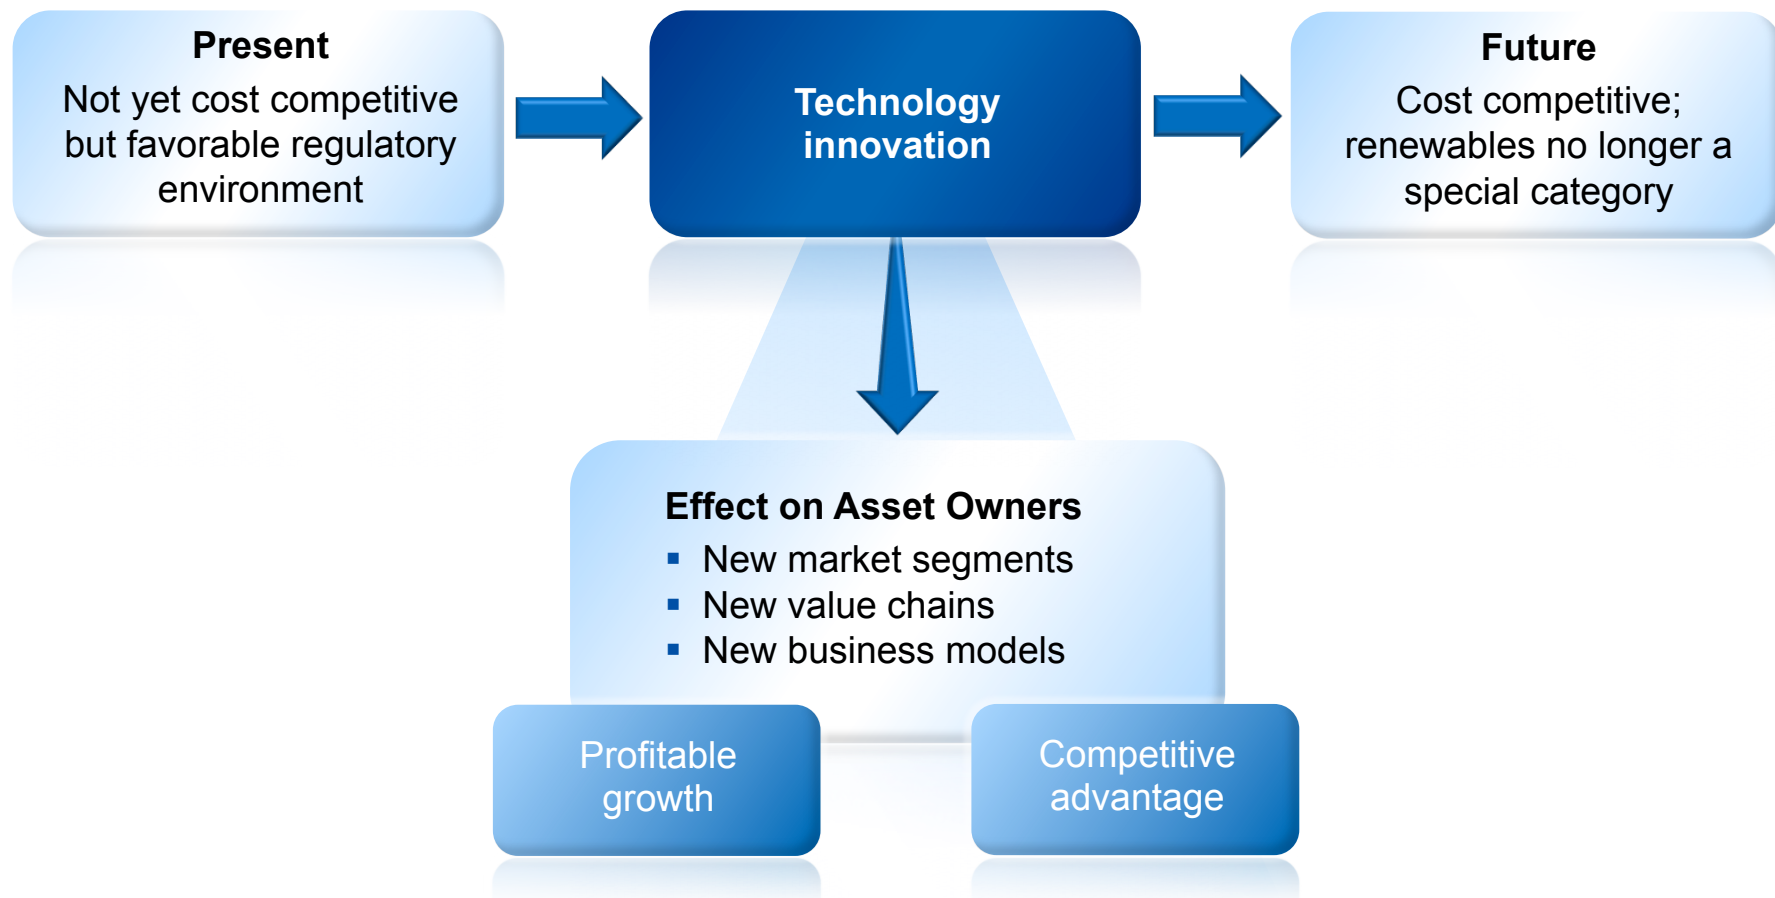 Present
Not yet cost competitive
but favorable regulatory
environment
Technology
innovation
Future
Cost competitive;
renewables no longer a
special category
Effect on Asset Owners
▪ New market segments
▪ New value chains
▪ New business models
Profitable
growth
Competitive
advantage